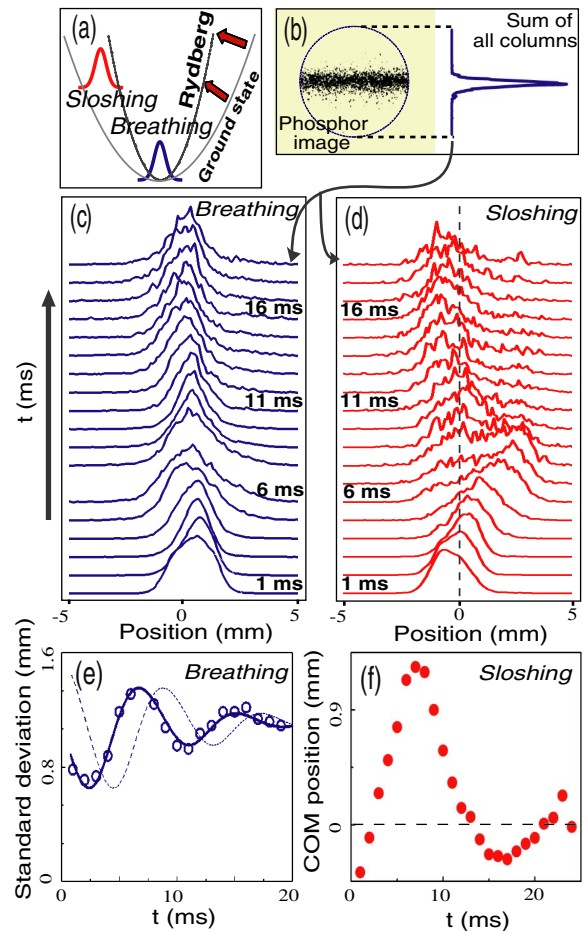 (a)
Sloshing
Breathing
Rydberg
Ground state
(b)
Sum of
all columns
Phosphor
image
(c)
Breathing
16 ms
11 ms
6 ms
1 ms
t (ms)
-5
0
5
Position (mm)
(d)
Sloshing
16 ms
11 ms
6 ms
1 ms
-5
0
5
Position (mm)
(e)
Breathing
Standard deviation (mm)
1.6
0.8
0
0
10
20
t (ms)
(f)
Sloshing
COM position (mm)
0.9
0
0
10
20
t (ms)